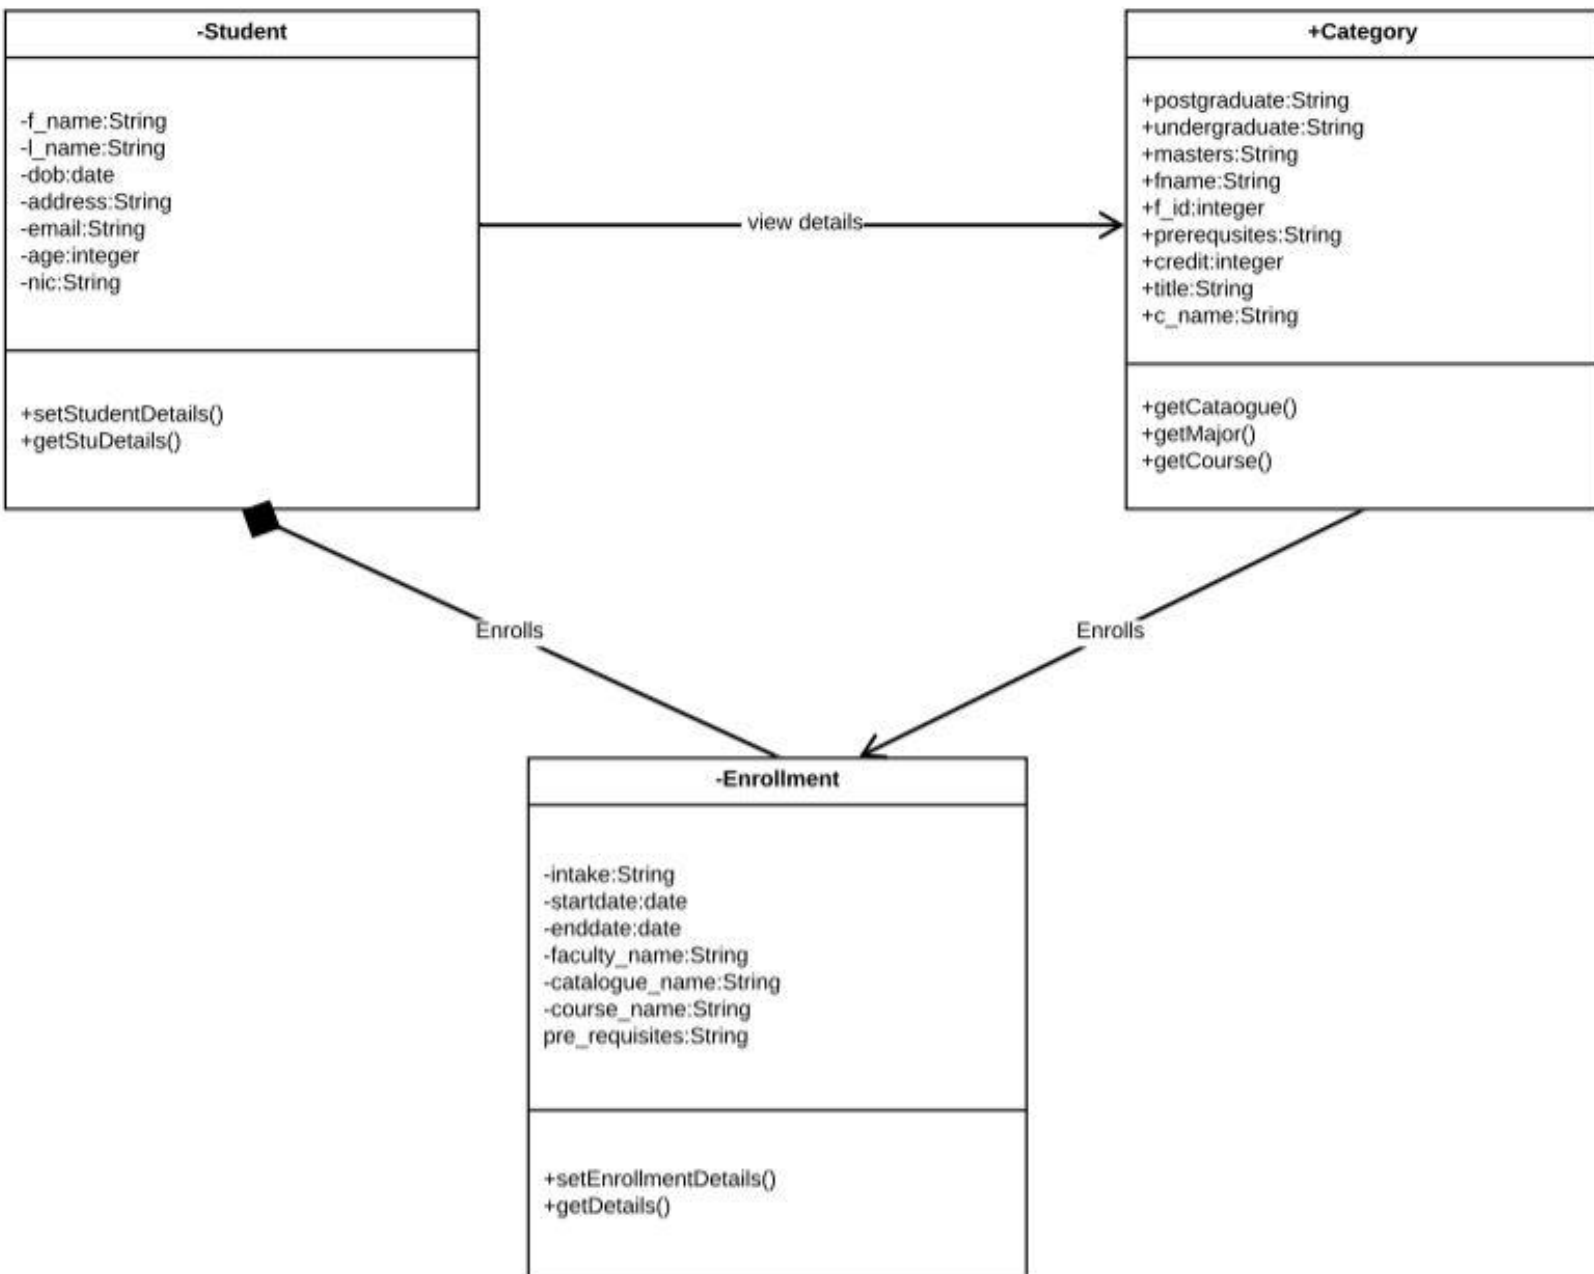 -Student
-f_name:String
-l_name:String
-dob:date
-address:String
-email:String
-age:integer
-nic:String
+setStudentDetails()
+getStuDetails()
view details
+Category
+postgraduate:String
+undergraduate:String
+masters:String
+fname:String
+f_id:integer
+prerequsites:String
+credit:integer
+title:String
+c_name:String
+getCataogue()
+getMajor()
+getCourse()
Enrolls
Enrolls
-Enrollment
-intake:String
-startdate:date
-enddate:date
-faculty_name:String
-catalogue_name:String
-course_name:String
pre_requisites:String
+setEnrollmentDetails()
+getDetails()